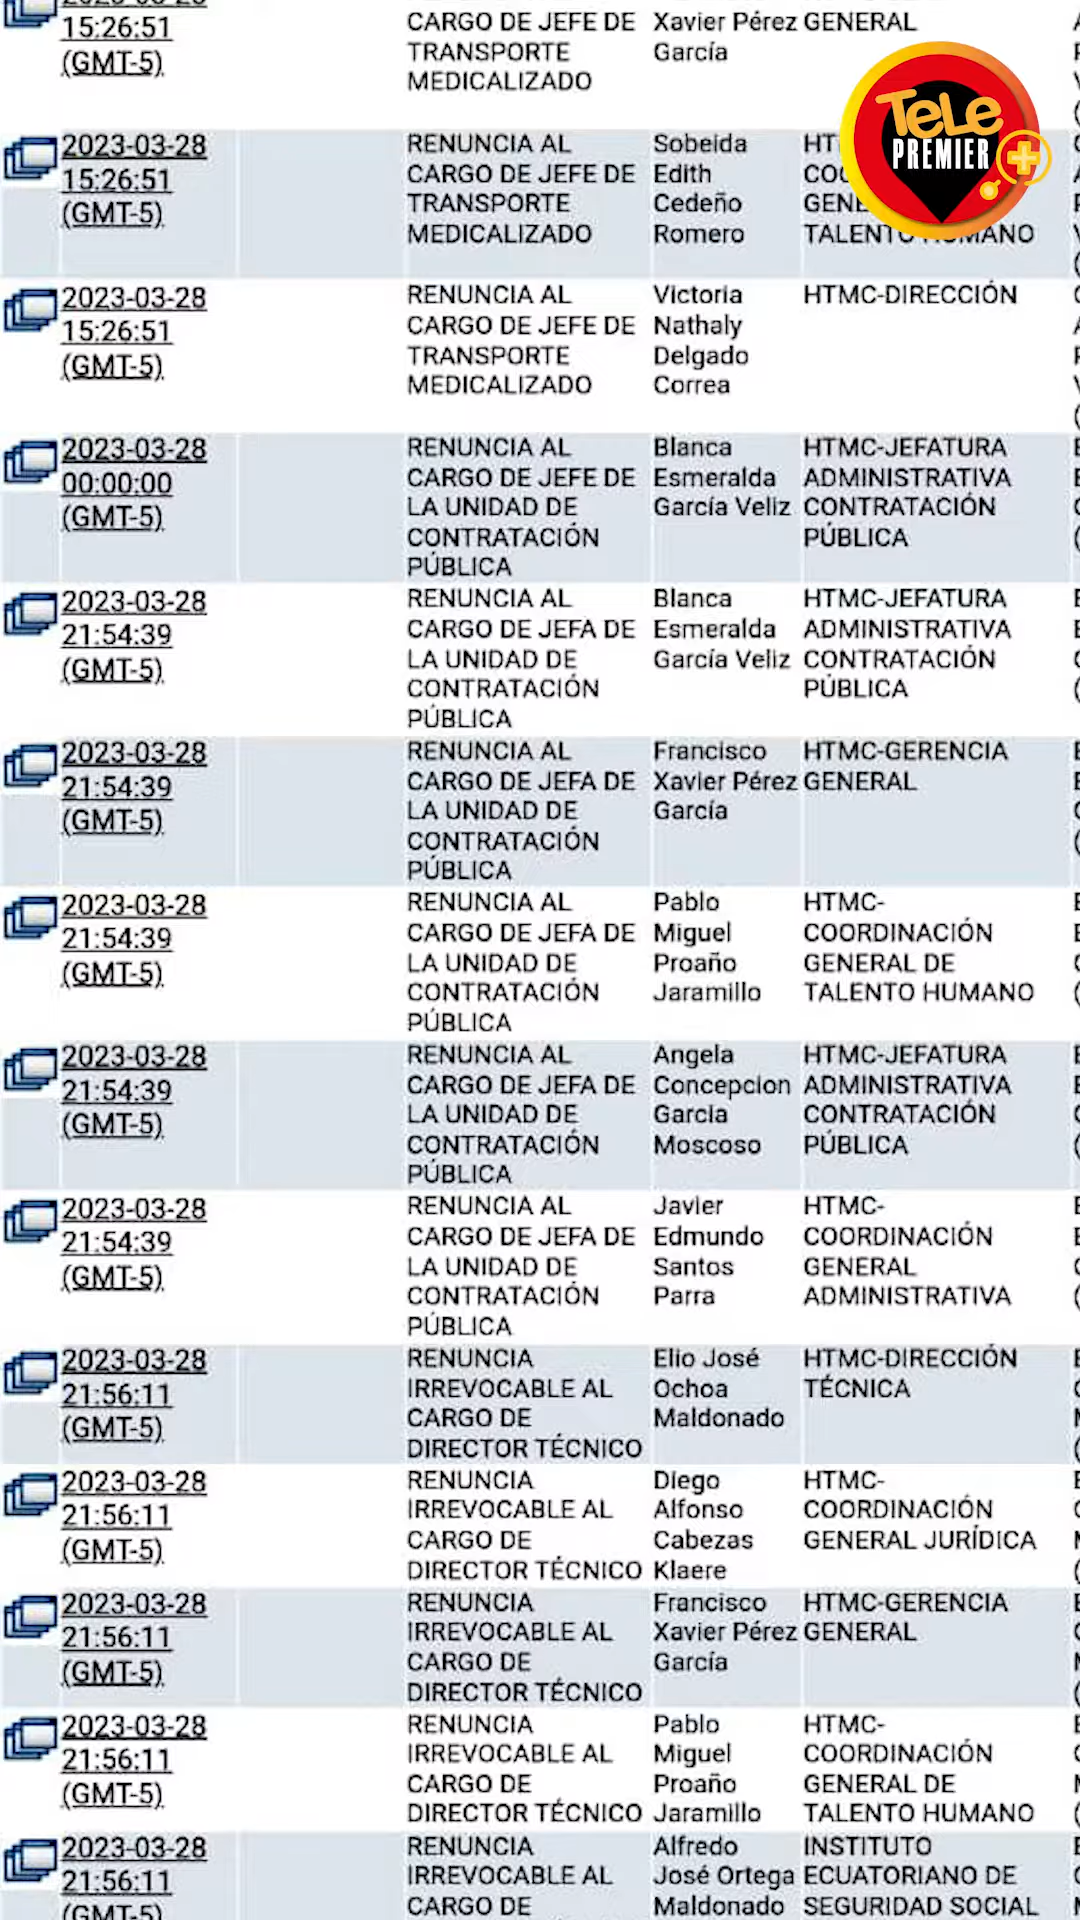 15:26:51
(GMT-5)
CARGO DE JEFE DE
TRANSPORTE
MEDICALIZADO
Xavier Pérez
García
GENERAL
TeLe
PREMIER
2023-03-28
15:26:51
(GMT-5)
RENUNCIA AL
CARGO DE JEFE DE
TRANSPORTE
MEDICALIZADO
Sobeida
Edith
Cedeño
Romero
TALENTO HUMANO
2023-03-28
15:26:51
(GMT-5)
RENUNCIA AL
CARGO DE JEFE DE
TRANSPORTE
MEDICALIZADO
Victoria
Nathaly
Delgado
Correa
HTMC-DIRECCIÓN
2023-03-28
00:00:00
(GMT-5)
RENUNCIA AL
CARGO DE JEFE DE
LA UNIDAD DE
CONTRATACIÓN
PÚBLICA
Blanca
Esmeralda
García Veliz
HTMC-JEFATURA
ADMINISTRATIVA
CONTRATACIÓN
PÚBLICA
2023-03-28
21:54:39
(GMT-5)
RENUNCIA AL
CARGO DE JEFA DE
LA UNIDAD DE
CONTRATACIÓN
PÚBLICA
Blanca
Esmeralda
García Veliz
HTMC-JEFATURA
ADMINISTRATIVA
CONTRATACIÓN
PÚBLICA
2023-03-28
21:54:39
(GMT-5)
RENUNCIA AL
CARGO DE JEFA DE
LA UNIDAD DE
CONTRATACIÓN
PÚBLICA
Francisco
Xavier Pérez
García
HTMC-GERENCIA
GENERAL
2023-03-28
21:54:39
(GMT-5)
RENUNCIA AL
CARGO DE JEFA DE
LA UNIDAD DE
CONTRATACIÓN
PÚBLICA
Pablo
Miguel
Proaño
Jaramillo
HTMC-
COORDINACIÓN
GENERAL DE
TALENTO HUMANO
2023-03-28
21:54:39
(GMT-5)
RENUNCIA AL
CARGO DE JEFA DE
LA UNIDAD DE
CONTRATACIÓN
PÚBLICA
Angela
Concepcion
Garcia
Moscoso
HTMC-JEFATURA
ADMINISTRATIVA
CONTRATACIÓN
PÚBLICA
2023-03-28
21:54:39
(GMT-5)
RENUNCIA AL
CARGO DE JEFA DE
LA UNIDAD DE
CONTRATACIÓN
PÚBLICA
Javier
Edmundo
Santos
Parra
HTMC-
COORDINACIÓN
GENERAL
ADMINISTRATIVA
2023-03-28
21:56:11
(GMT-5)
RENUNCIA
IRREVOCABLE AL
CARGO DE
DIRECTOR TÉCNICO
Elio José
Ochoa
Maldonado
HTMC-DIRECCIÓN
TÉCNICA
2023-03-28
21:56:11
(GMT-5)
RENUNCIA
IRREVOCABLE AL
CARGO DE
DIRECTOR TÉCNICO
Diego
Alfonso
Cabezas
Klaere
HTMC-
COORDINACIÓN
GENERAL JURÍDICA
2023-03-28
21:56:11
(GMT-5)
RENUNCIA
IRREVOCABLE AL
CARGO DE
DIRECTOR TÉCNICO
Francisco
Xavier Pérez
García
HTMC-GERENCIA
GENERAL
2023-03-28
21:56:11
(GMT-5)
RENUNCIA
IRREVOCABLE AL
CARGO DE
DIRECTOR TÉCNICO
Pablo
Miguel
Proaño
Jaramillo
HTMC-
COORDINACIÓN
GENERAL DE
TALENTO HUMANO
2023-03-28
21:56:11
(GMT-5)
RENUNCIA
IRREVOCABLE AL
CARGO DE
Alfredo
José Ortega
Maldonado
INSTITUTO
ECUATORIANO DE
SEGURIDAD SOCIAL